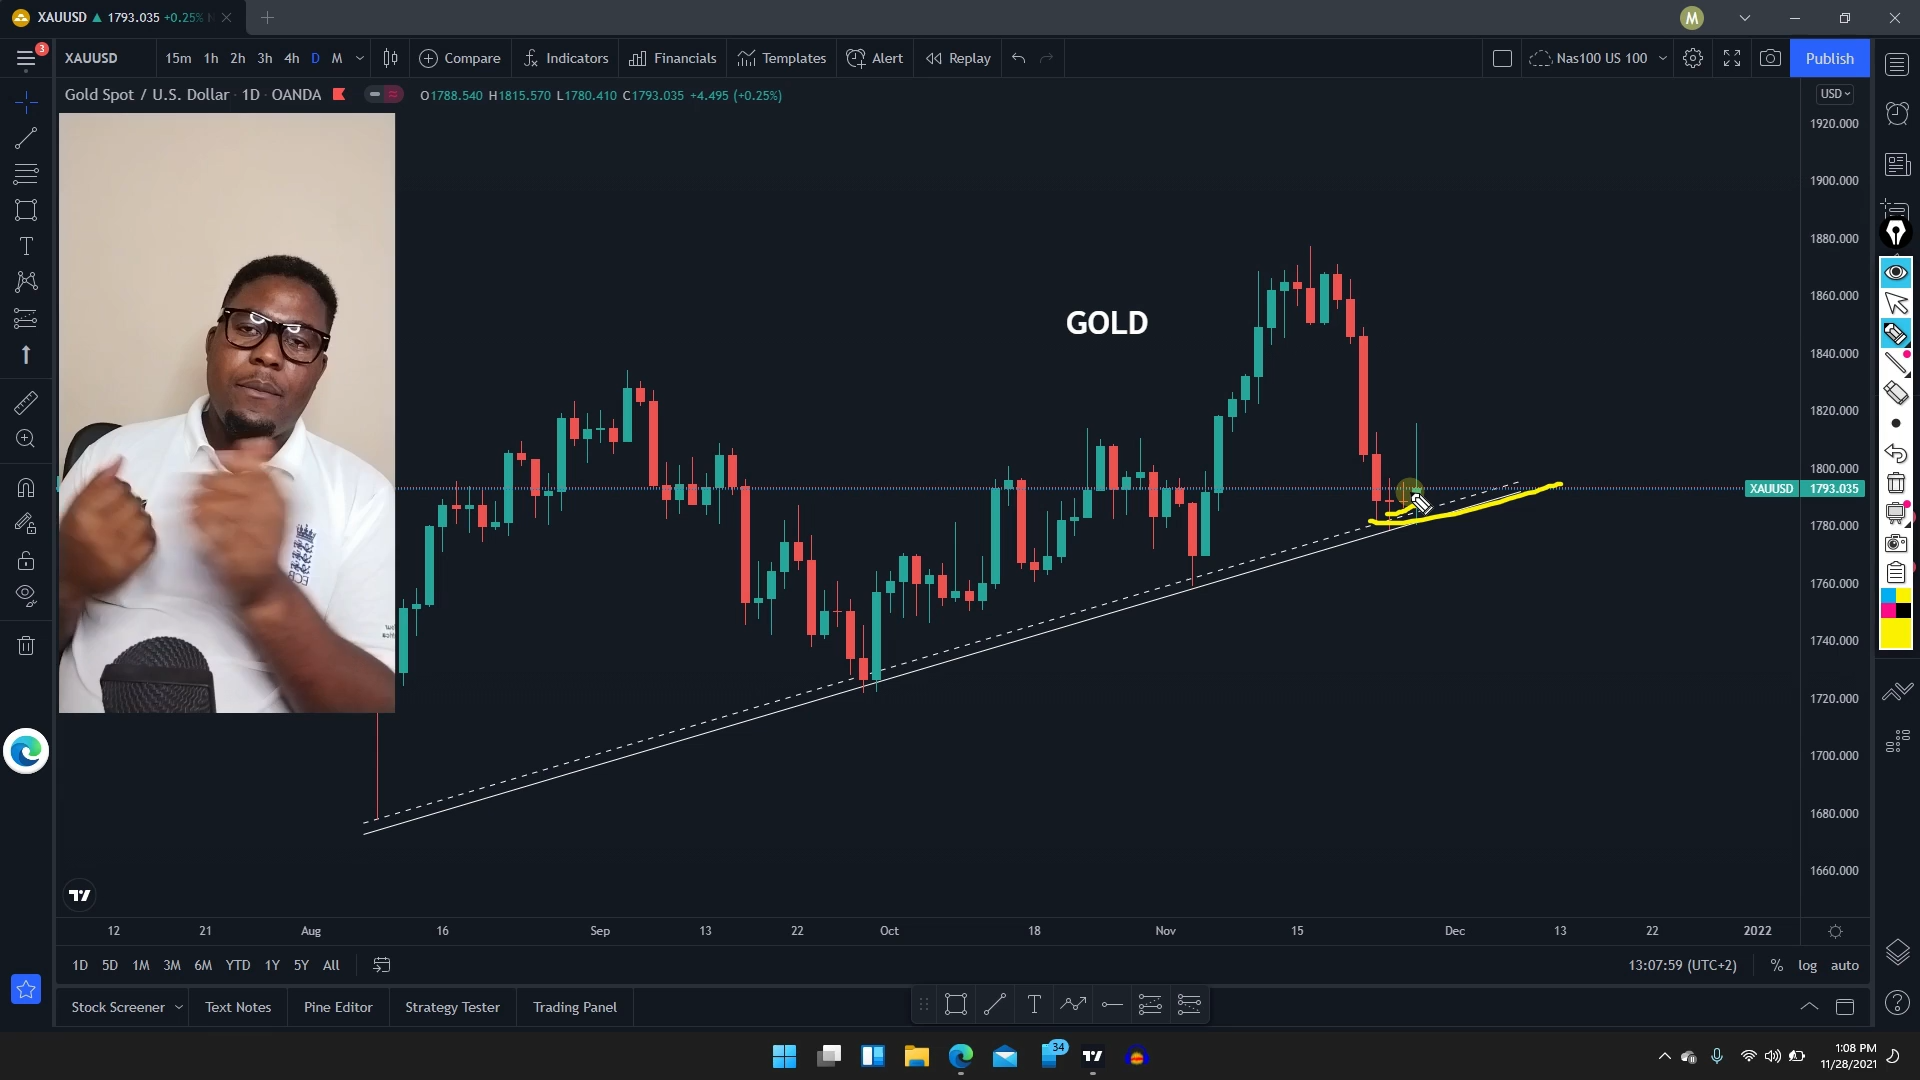 XAUUSD ▲ 1793.035 +0.25%
M
3
XAUUSD 15m 1h 2h 3h 4h D M Compare Indicators Financials Templates Alert Replay Nas100 US 100 Publish
Gold Spot / U.S. Dollar · 1D · OANDA O1788.540 H1815.570 L1780.410 C1793.035 +4.495 (+0.25%)
USD
1920.000
1900.000
1880.000
1860.000
GOLD
1840.000
1820.000
1800.000
XAUUSD 1793.035
1780.000
1760.000
1740.000
1720.000
1700.000
1680.000
1660.000
12 21 Aug 16 Sep 13 22 Oct 18 Nov 15 Dec 13 22 2022
1D 5D 1M 3M 6M YTD 1Y 5Y All 13:07:59 (UTC+2) % log auto
Stock Screener Text Notes Pine Editor Strategy Tester Trading Panel
34
1:08 PM
11/28/2021